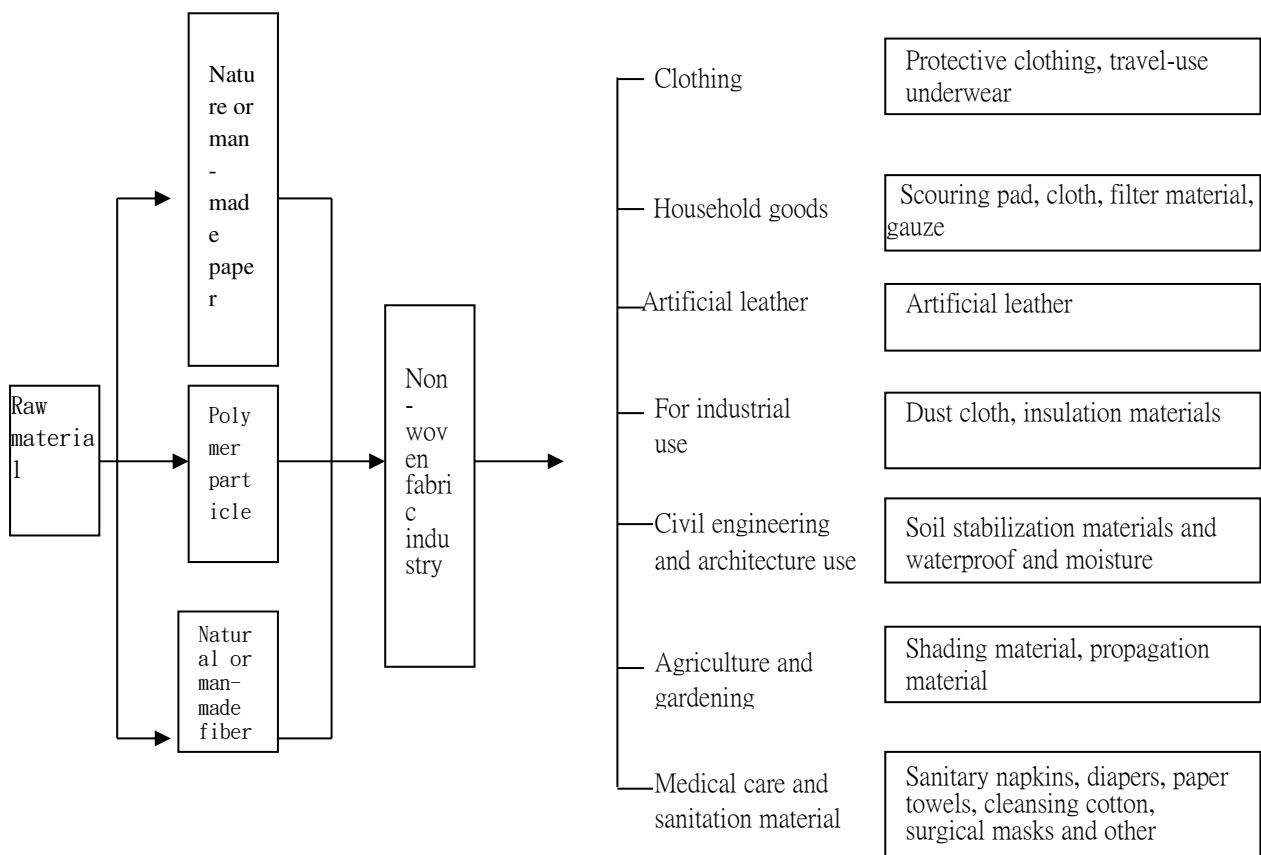 Raw
materia
l
Natu
re or
man
-
mad
e
pape
r
Poly
mer
part
icle
Natur
al or
man-
made
fiber
Non
-
wov
en
fabri
c
indu
stry
Clothing
Protective clothing, travel-use
underwear
Household goods
Scouring pad, cloth, filter material,
gauze
Artificial leather
Artificial leather
For industrial
use
Dust cloth, insulation materials
Civil engineering
and architecture use
Soil stabilization materials and
waterproof and moisture
Agriculture and
gardening
Shading material, propagation
material
Medical care and
sanitation material
Sanitary napkins, diapers, paper
towels, cleansing cotton,
surgical masks and other